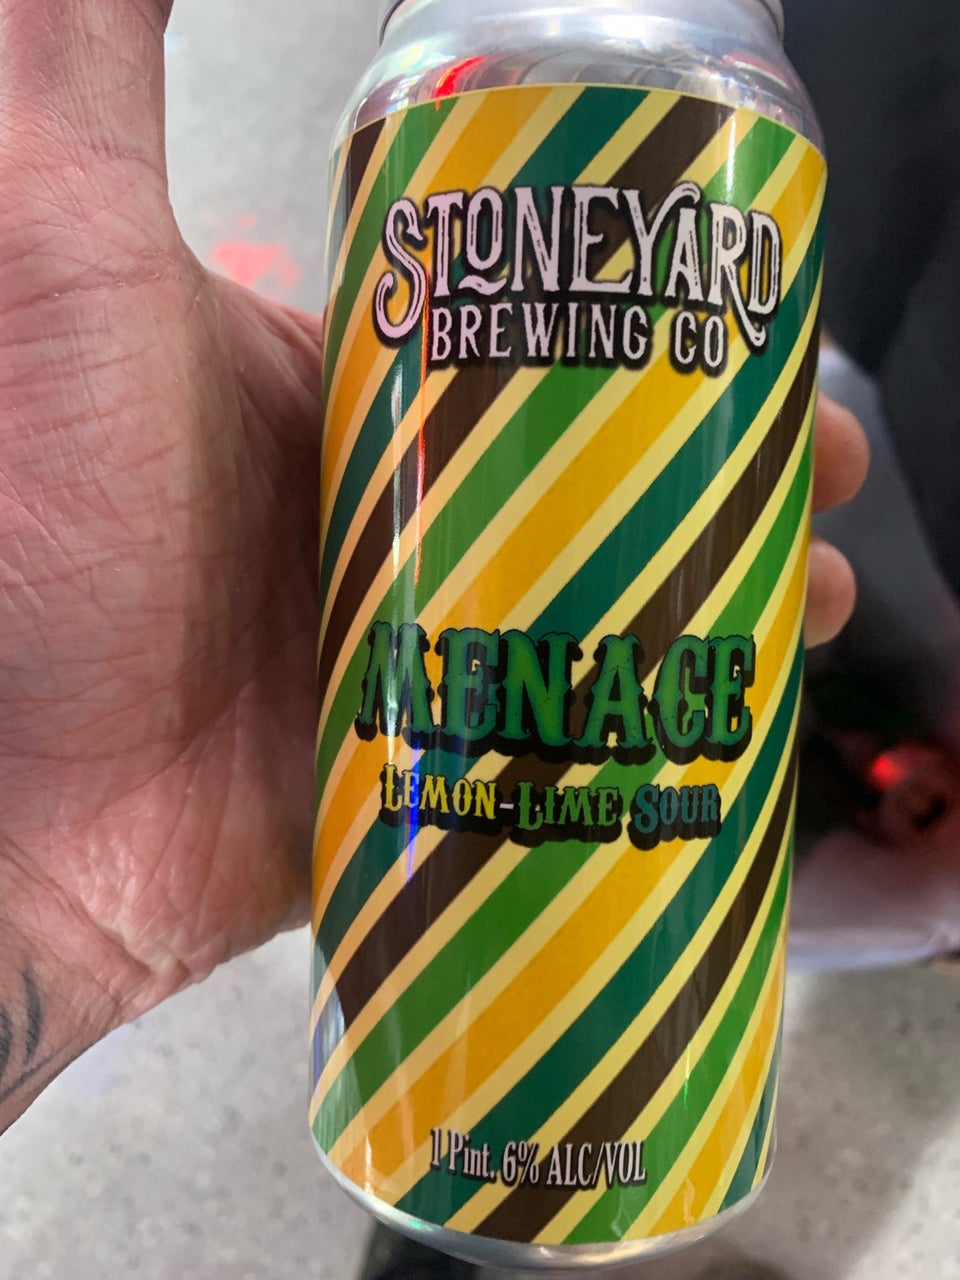 STONEYARD
BREWING CO
MENACE
LEMON-LIME SOUR
1 Pint. 6% ALC/VOL